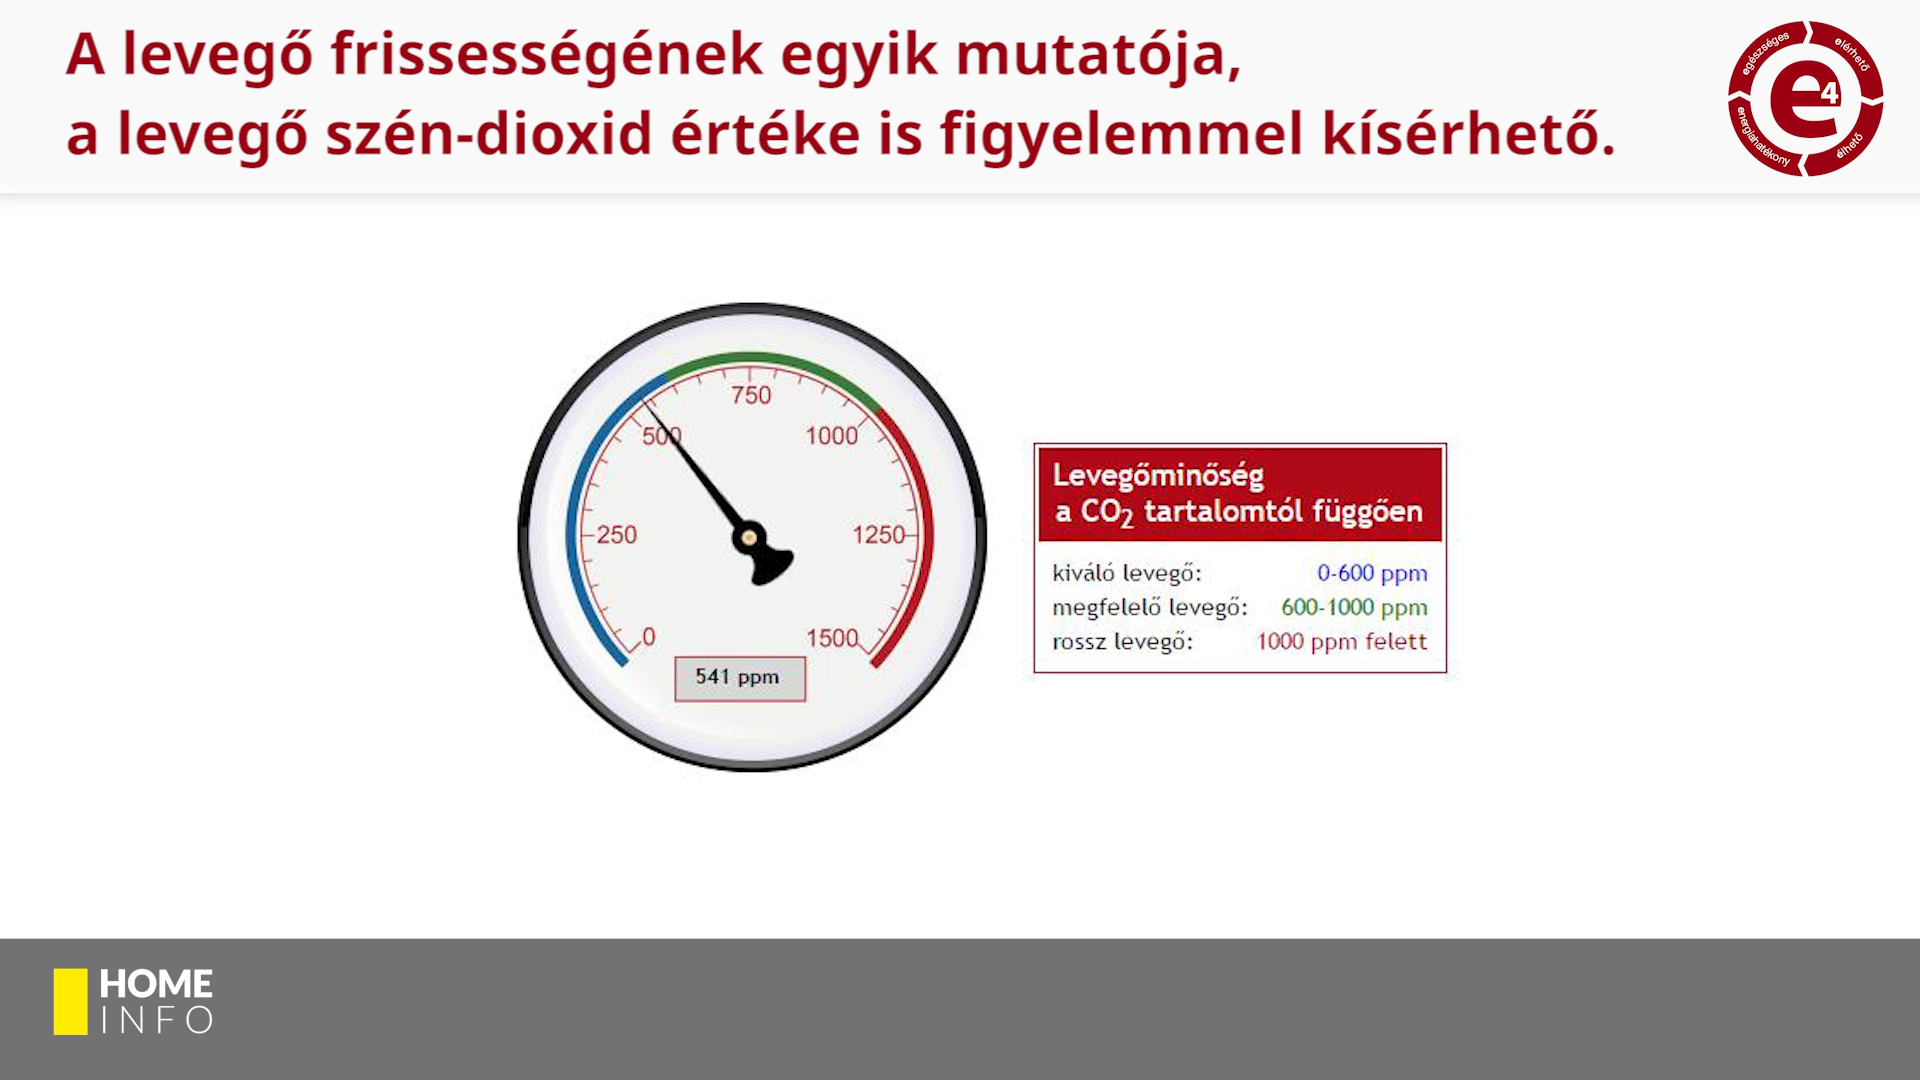 A levegő frissességének egyik mutatója,
a levegő szén-dioxid értéke is figyelemmel kísérhető.
egészséges
elérhető
energiahatékony
élhető
e4
750
500
1000
250
1250
0
1500
541 ppm
Levegőminőség
a CO₂ tartalomtól függően
kiváló levegő: 0-600 ppm
megfelelő levegő: 600-1000 ppm
rossz levegő: 1000 ppm felett
HOME
INFO